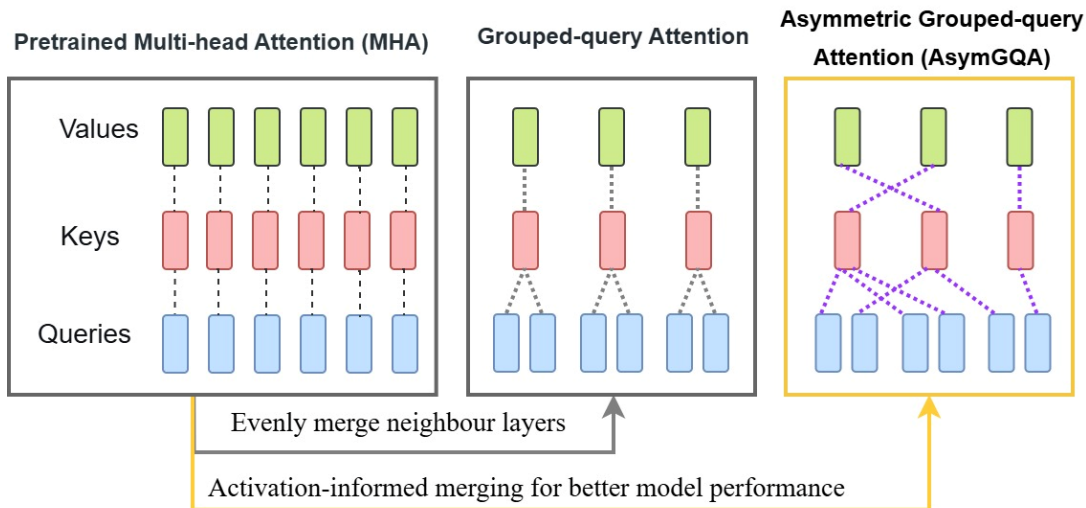 Pretrained Multi-head Attention (MHA)
Grouped-query Attention
Asymmetric Grouped-query
Attention (AsymGQA)
Values
Keys
Queries
Evenly merge neighbour layers
Activation-informed merging for better model performance